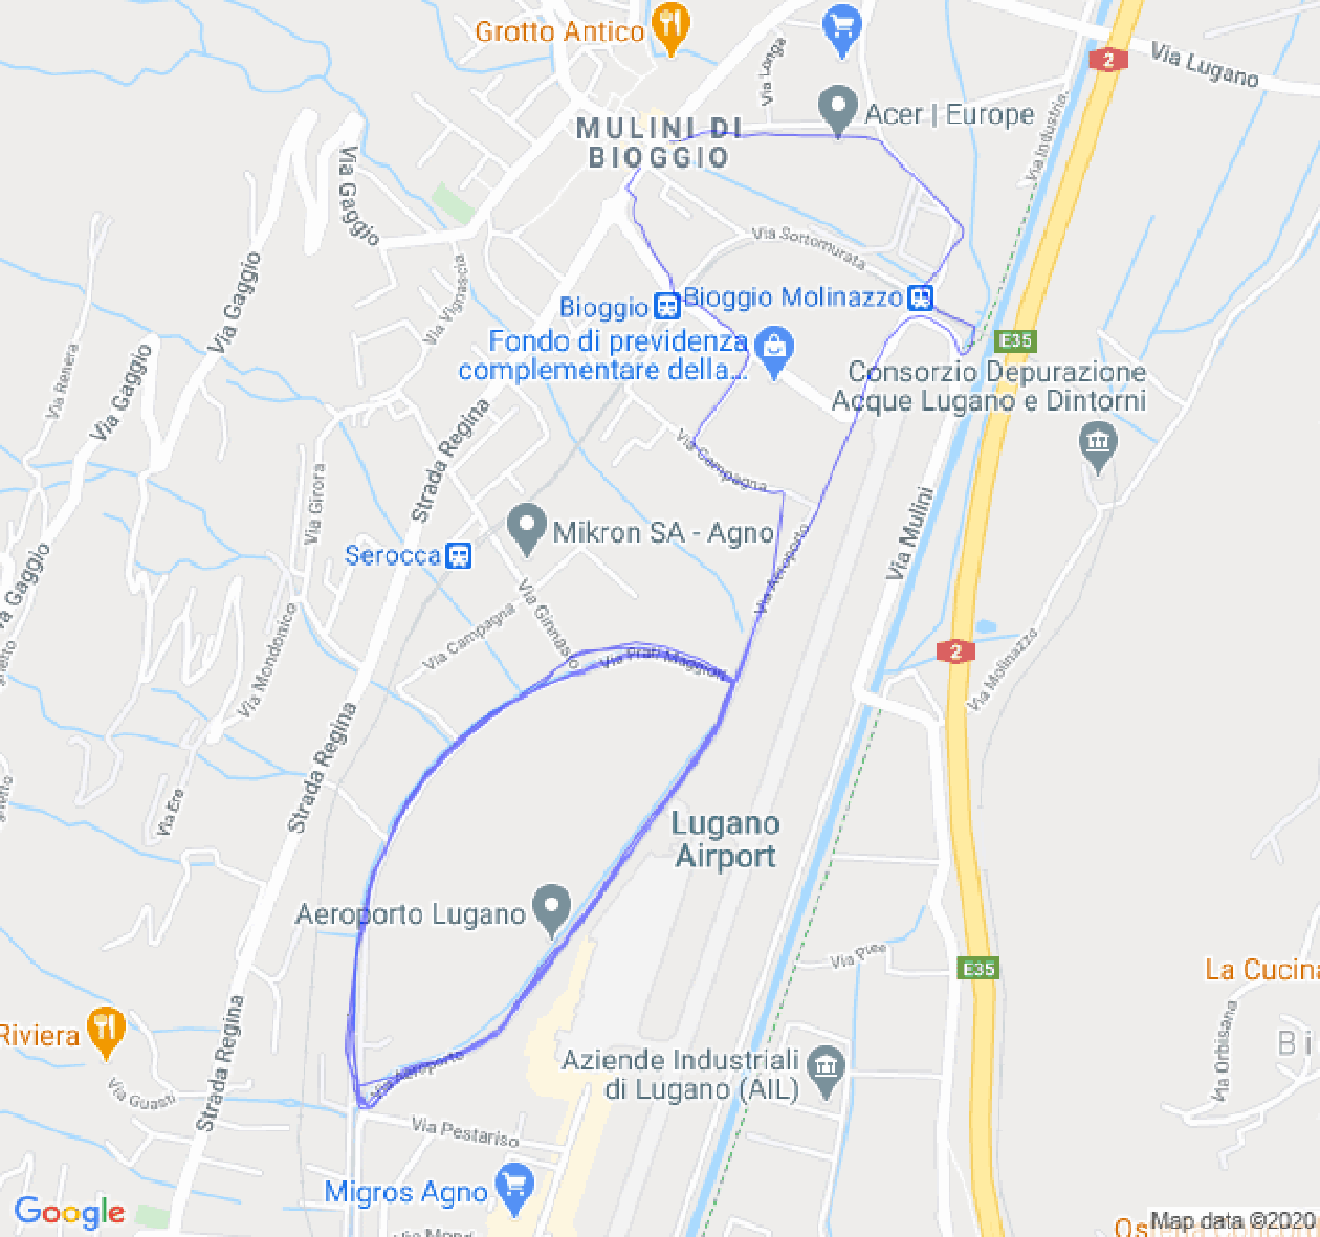 Grotto Antico
Via Longa
2
Via Lugano
Acer | Europe
MULINI DI
BIOGGIO
Via Industria
Via Gaggio
Via Sottomurata
Via Gaggio
Via Vignascia
Bioggio
Bioggio Molinazzo
E35
Fondo di previdenza
complementare della...
Via Renera
Via Gaggio
Consorzio Depurazione
Acque Lugano e Dintorni
Strada Regina
Via Campagna
Via Girora
Via Mulini
Mikron SA - Agno
Serocca
Via Aeroporto
Via Gaggio
Via Ginnasio
Via Campagna
Via Mondonico
Via Prati Maggiori
2
Via Molinazzo
Strada Regina
Via Ere
Lugano
Airport
Aeroporto Lugano
Via Pree
La Cucina
E35
Riviera
Strada Regina
Via Orbisana
Bi
Via Guasti
Via Aeroporto
Aziende Industriali
di Lugano (AIL)
Via Pestariso
Migros Agno
Google
Map data ©2020